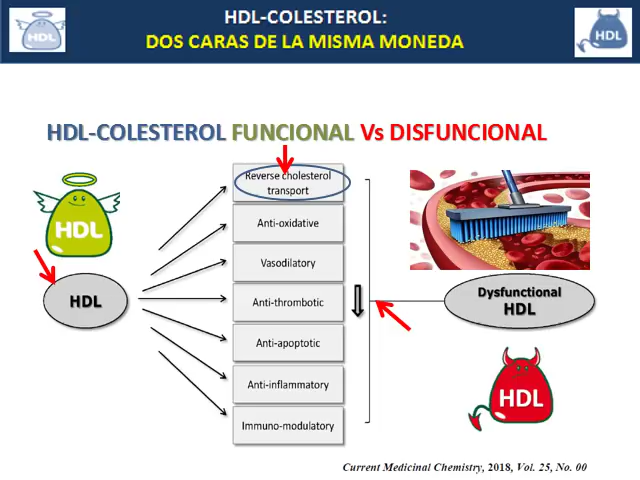 HDL
HDL-COLESTEROL:
DOS CARAS DE LA MISMA MONEDA
HDL
HDL-COLESTEROL FUNCIONAL Vs DISFUNCIONAL
HDL
HDL
Reverse cholesterol
transport
Anti-oxidative
Vasodilatory
Anti-thrombotic
Anti-apoptotic
Anti-inflammatory
Immuno-modulatory
Dysfunctional
HDL
HDL
Current Medicinal Chemistry, 2018, Vol. 25, No. 00